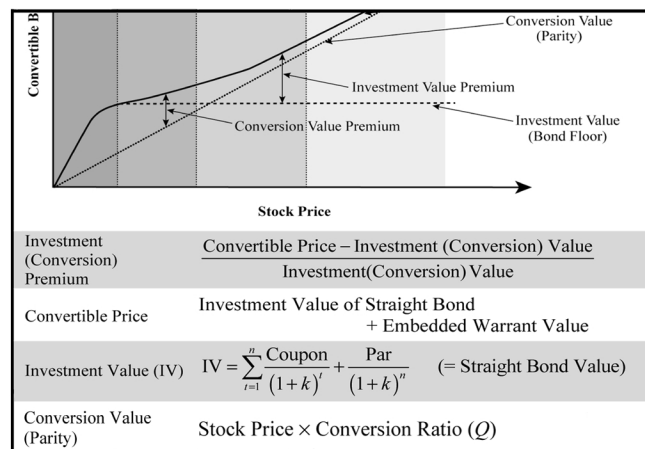 Convertible B
Conversion Value
(Parity)
Investment Value Premium
Investment Value
(Bond Floor)
Conversion Value Premium
Stock Price
Investment
(Conversion)
Premium
Convertible Price − Investment (Conversion) Value
Investment(Conversion) Value
Convertible Price
Investment Value of Straight Bond
+ Embedded Warrant Value
Investment Value (IV)
IV = ∑_{t=1}^{n} Coupon/(1+k)^t + Par/(1+k)^n (= Straight Bond Value)
Conversion Value
(Parity)
Stock Price × Conversion Ratio (Q)